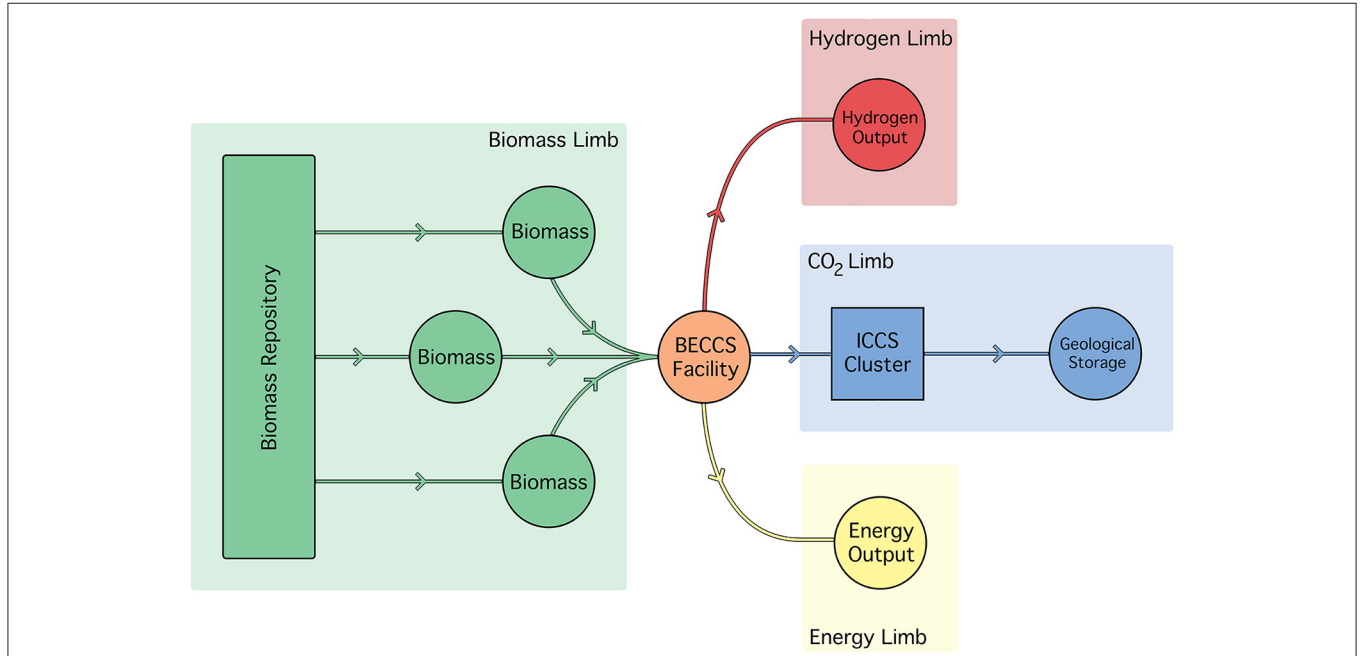 Hydrogen Limb
Hydrogen
Output
Biomass Limb
Biomass Repository
Biomass
Biomass
Biomass
BECCS
Facility
CO₂ Limb
ICCS
Cluster
Geological
Storage
Energy
Output
Energy Limb